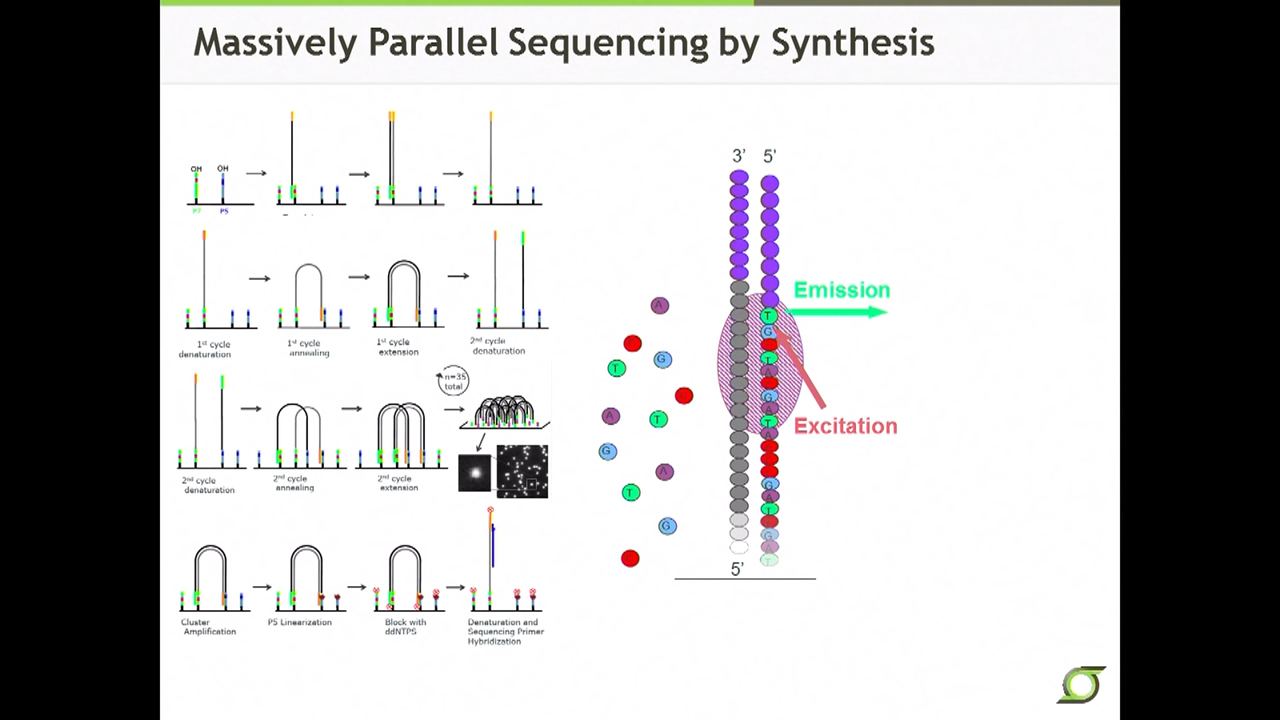 Massively Parallel Sequencing by Synthesis
OH OH
P7 P5
1st cycle
denaturation
1st cycle
annealing
1st cycle
extension
2nd cycle
denaturation
n=35
total
2nd cycle
denaturation
2nd cycle
annealing
2nd cycle
extension
Cluster
Amplification
P5 Linearization
Block with
ddNTPS
Denaturation and
Sequencing Primer
Hybridization
3' 5'
Emission
Excitation
A
G
T
A
T
G
A
T
G
T
G
T
A
G
A
T
A
G
A
T
G
A
T
5'